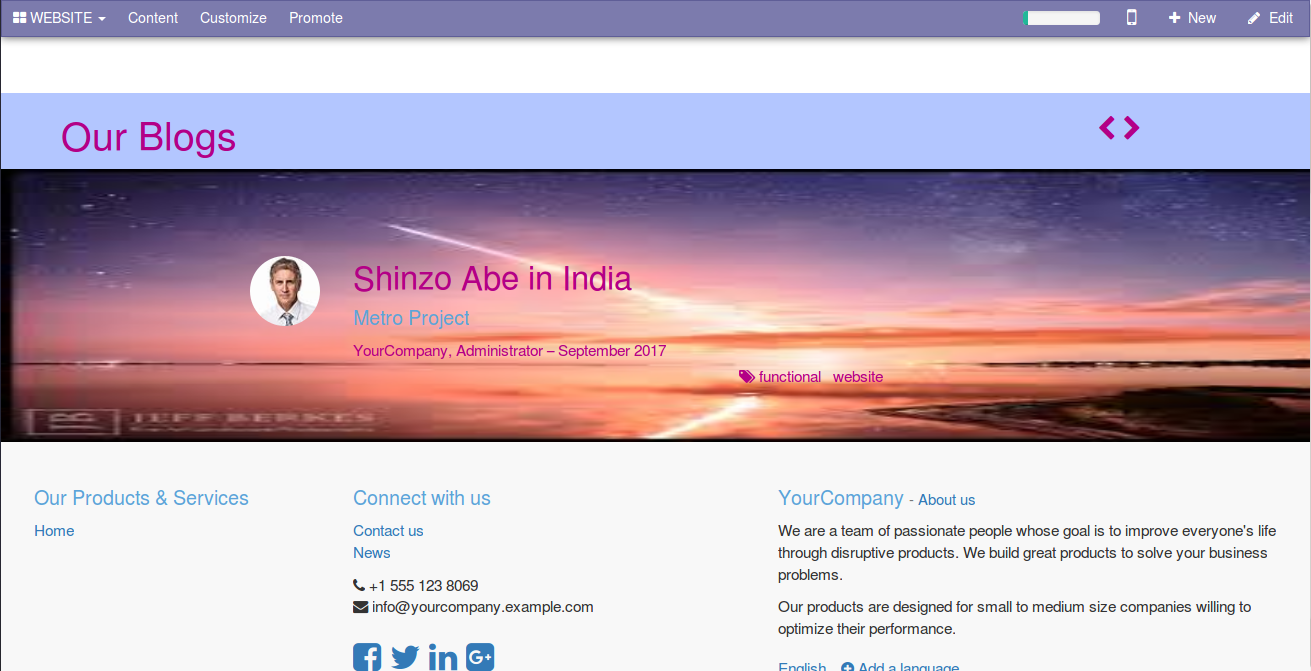 WEBSITE Content Customize Promote New Edit
Our Blogs
Shinzo Abe in India
Metro Project
YourCompany, Administrator – September 2017
functional website
JEFF BERKES
Our Products & Services
Home
Connect with us
Contact us
News
+1 555 123 8069
info@yourcompany.example.com
YourCompany - About us
We are a team of passionate people whose goal is to improve everyone's life
through disruptive products. We build great products to solve your business
problems.
Our products are designed for small to medium size companies willing to
optimize their performance.
English Add a language